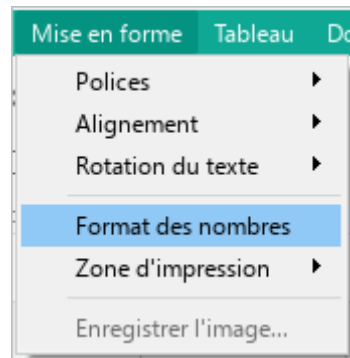 Mise en forme Tableau
Polices
Alignement
Rotation du texte
Format des nombres
Zone d'impression
Enregistrer l'image...